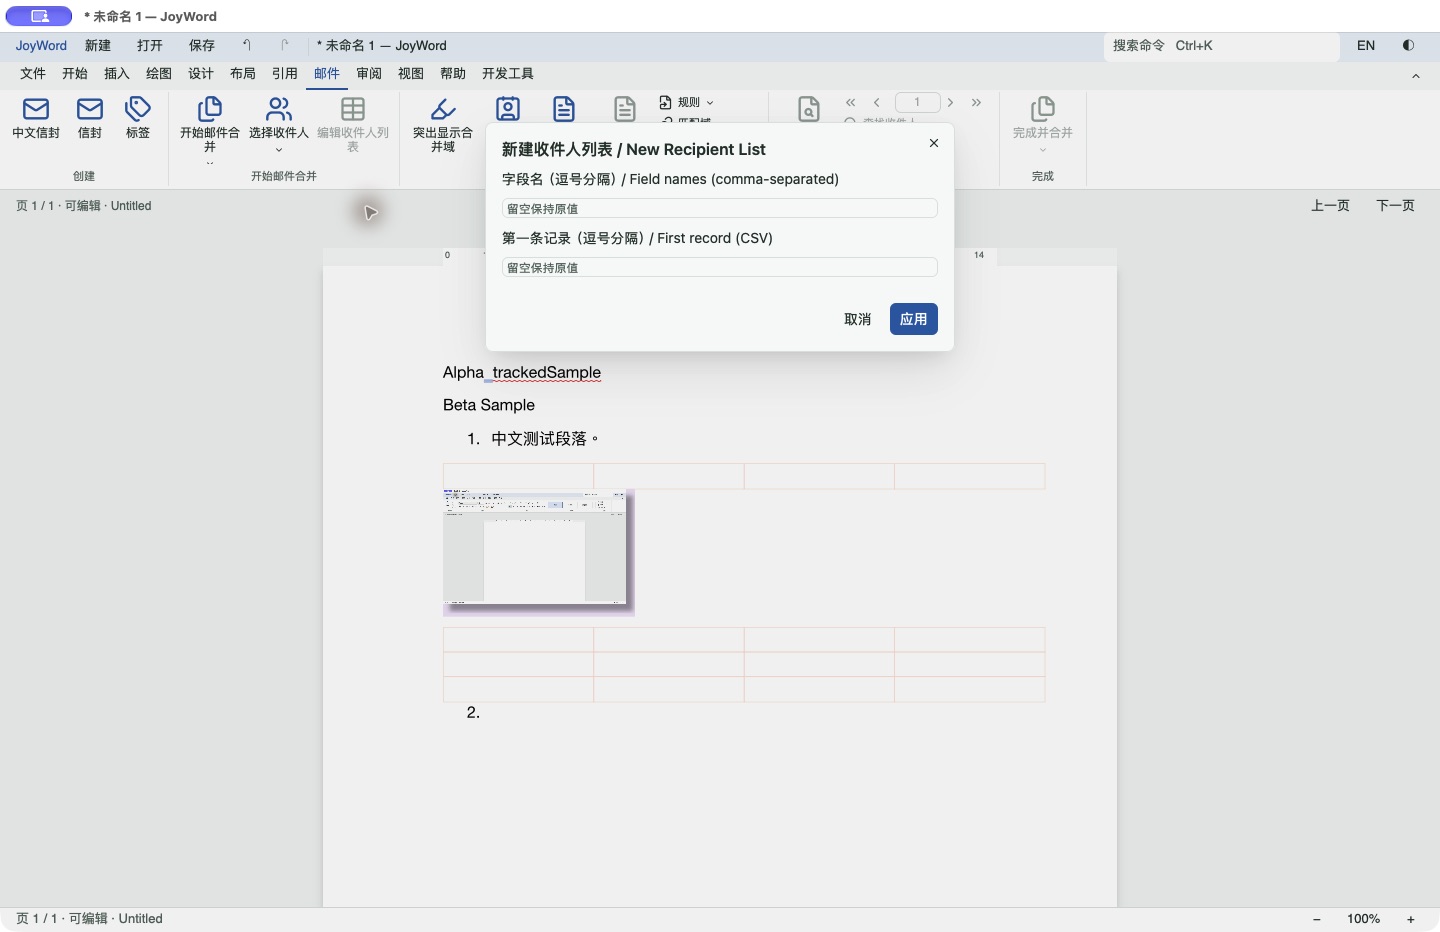 * 未命名 1 — JoyWord
JoyWord 新建 打开 保存 * 未命名 1 — JoyWord 搜索命令 Ctrl+K EN
文件 开始 插入 绘图 设计 布局 引用 邮件 审阅 视图 帮助 开发工具
中文信封 信封 标签 开始邮件合并 选择收件人 编辑收件人列表 突出显示合并域 规则 1 完成并合并
创建 开始邮件合并 完成
新建收件人列表 / New Recipient List
字段名（逗号分隔）/ Field names (comma-separated)
留空保持原值
第一条记录（逗号分隔）/ First record (CSV)
留空保持原值
取消 应用
页 1 / 1 · 可编辑 · Untitled 上一页 下一页
0 14
Alpha trackedSample
Beta Sample
1. 中文测试段落。
2.
页 1 / 1 · 可编辑 · Untitled − 100% +